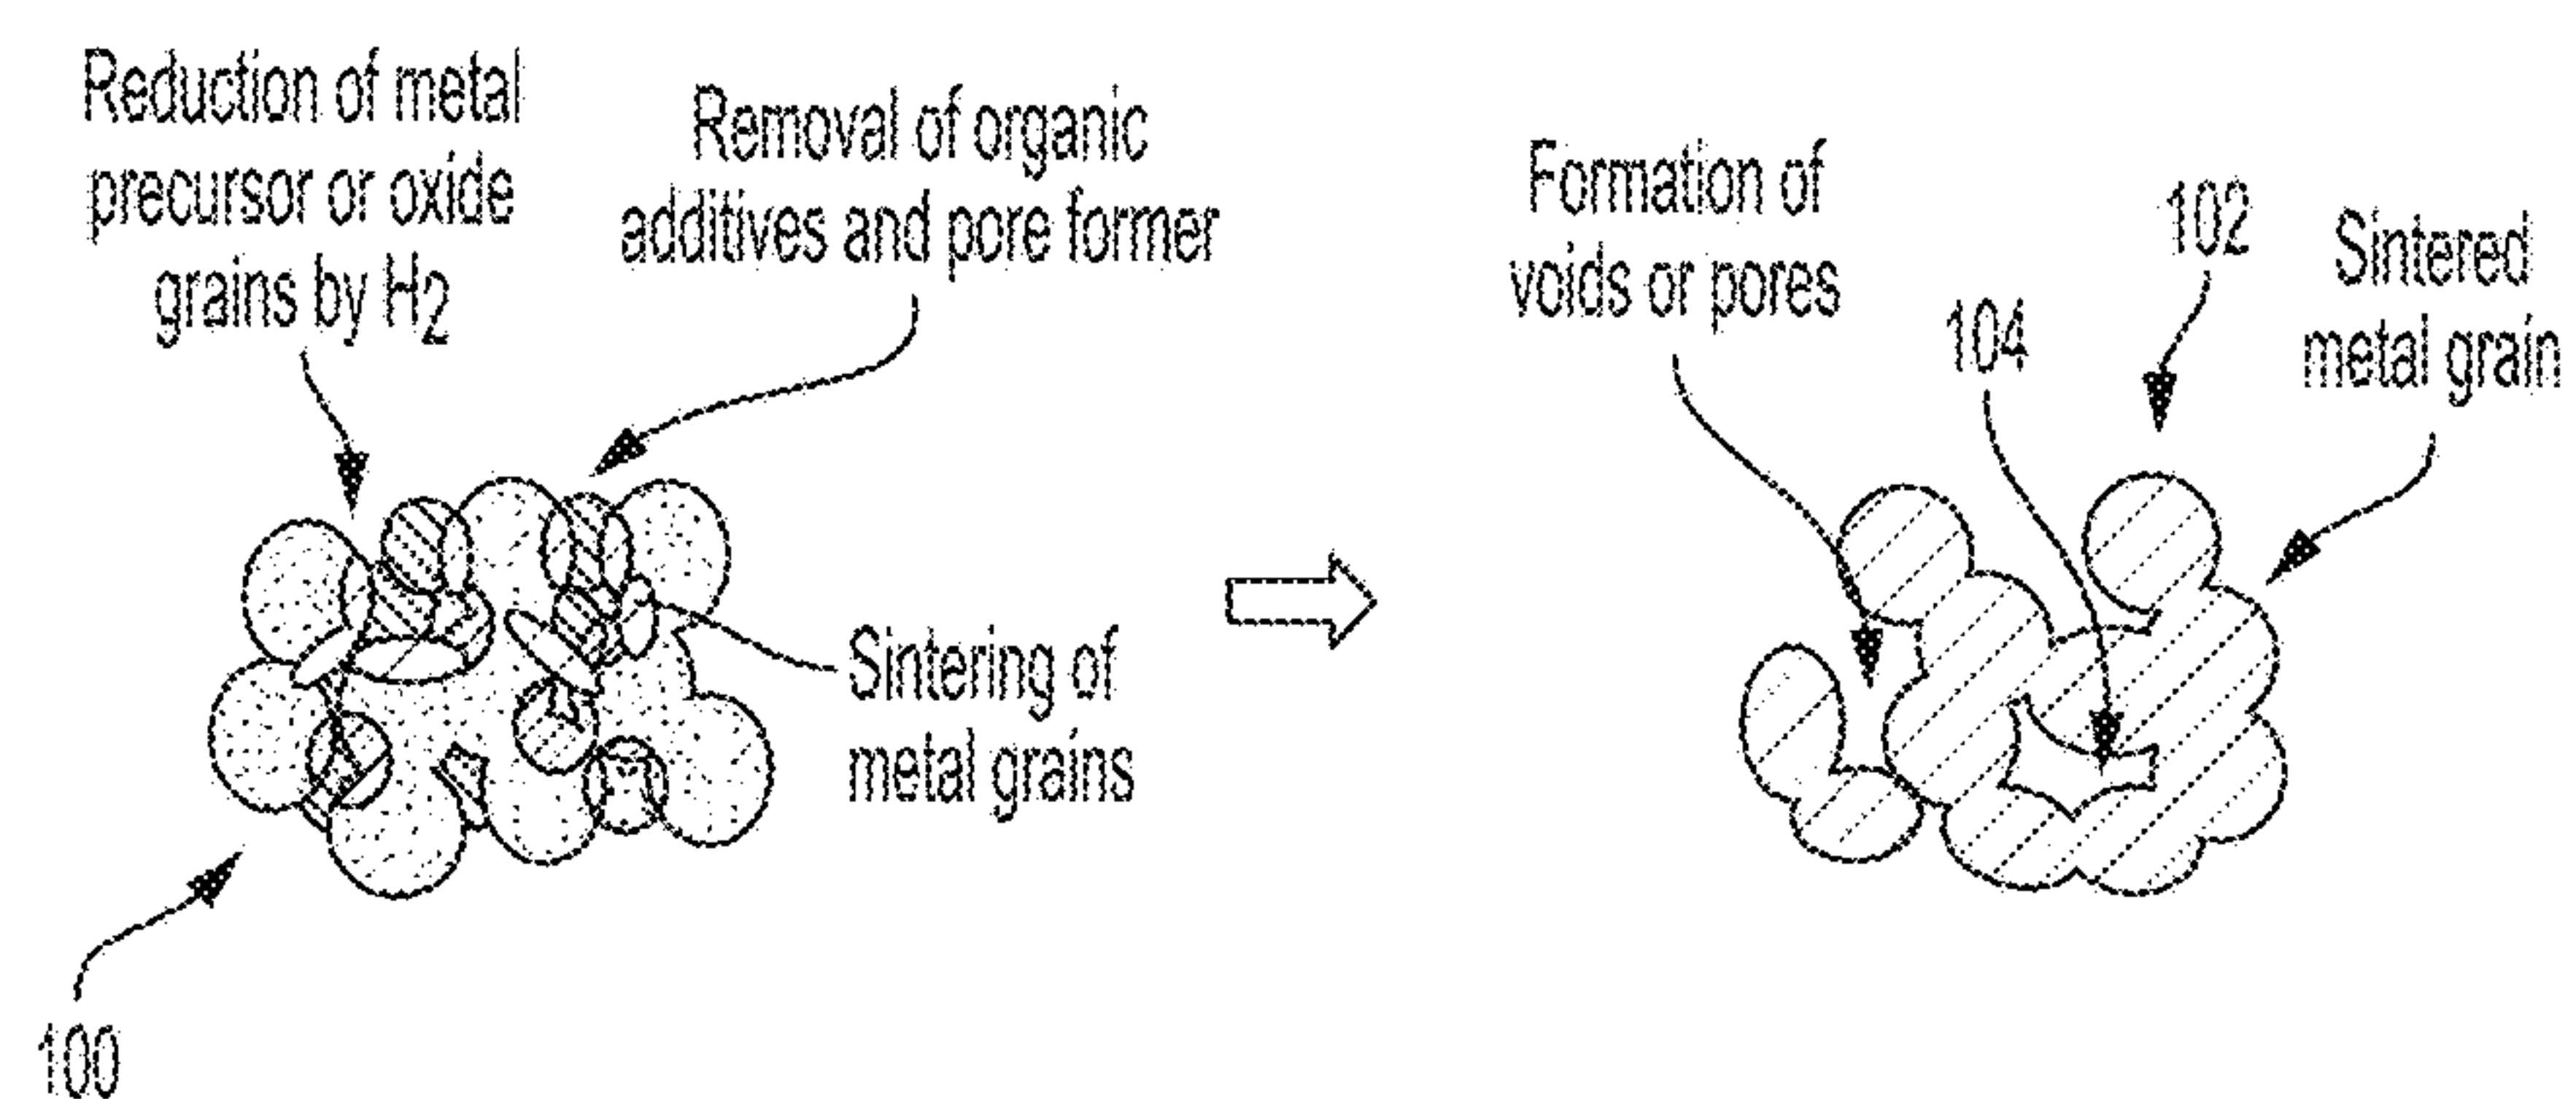 Reduction of metal
precursor or oxide
grains by H2
Removal of organic
additives and pore former
Sintering of
metal grains
100
Formation of
voids or pores
104
102
Sintered
metal grain